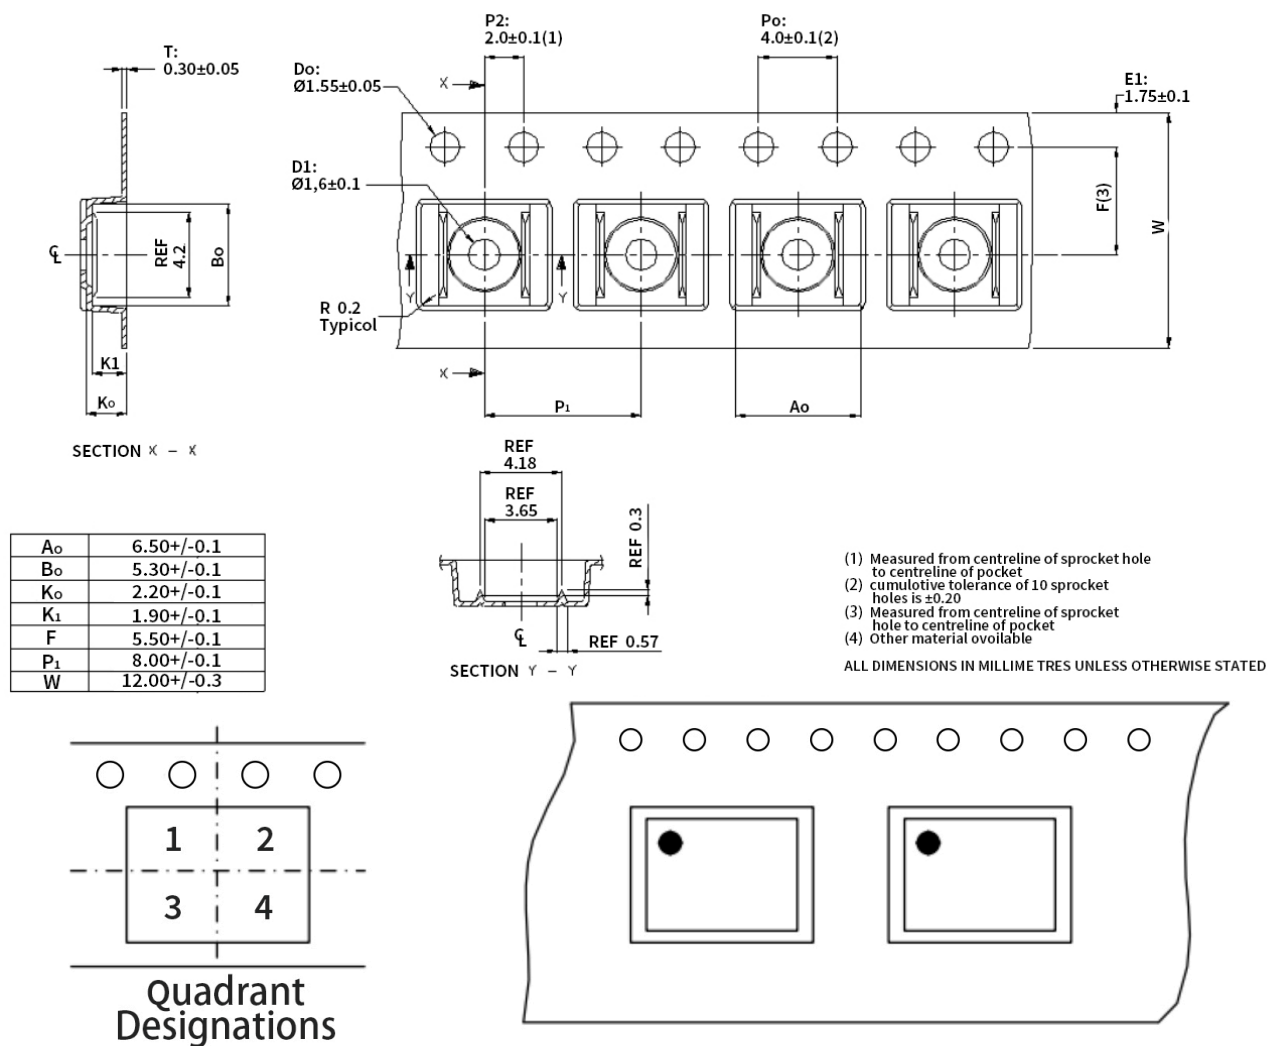 P2:
2.0±0.1(1)
Po:
4.0±0.1(2)
T:
0.30±0.05
Do:
Ø1.55±0.05
X
E1:
1.75±0.1
D1:
Ø1,6±0.1
F(3)
W
REF
4.2
Bo
℄
Y
Y
R 0.2
Typicol
K1
Ko
X
P1
Ao
SECTION X - X
REF
4.18
REF
3.65
REF 0.3
℄
REF 0.57
SECTION Y - Y
Ao 6.50+/-0.1
Bo 5.30+/-0.1
Ko 2.20+/-0.1
K1 1.90+/-0.1
F 5.50+/-0.1
P1 8.00+/-0.1
W 12.00+/-0.3
(1) Measured from centreline of sprocket hole
to centreline of pocket
(2) cumulotive tolerance of 10 sprocket
holes is ±0.20
(3) Measured from centreline of sprocket
hole to centreline of pocket
(4) Other material ovoilable
ALL DIMENSIONS IN MILLIME TRES UNLESS OTHERWISE STATED
1 2
3 4
Quadrant
Designations